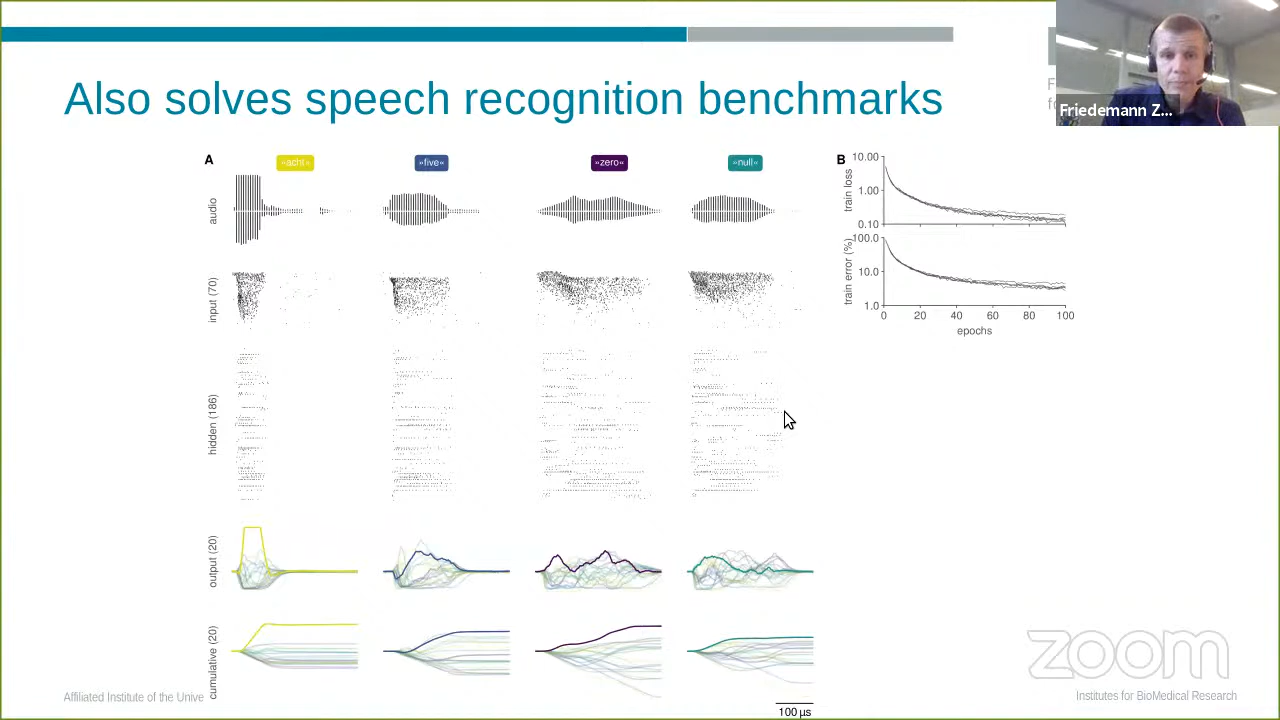 Also solves speech recognition benchmarks
Friedemann Z...
A
»acht«
»five«
»zero«
»null«
audio
input (70)
hidden (186)
output (20)
cumulative (20)
100 µs
B
10.00
1.00
0.10
train loss
100.0
10.0
1.0
train error (%)
0 20 40 60 80 100
epochs
zoom
Affiliated Institute of the Unive
Institutes for BioMedical Research